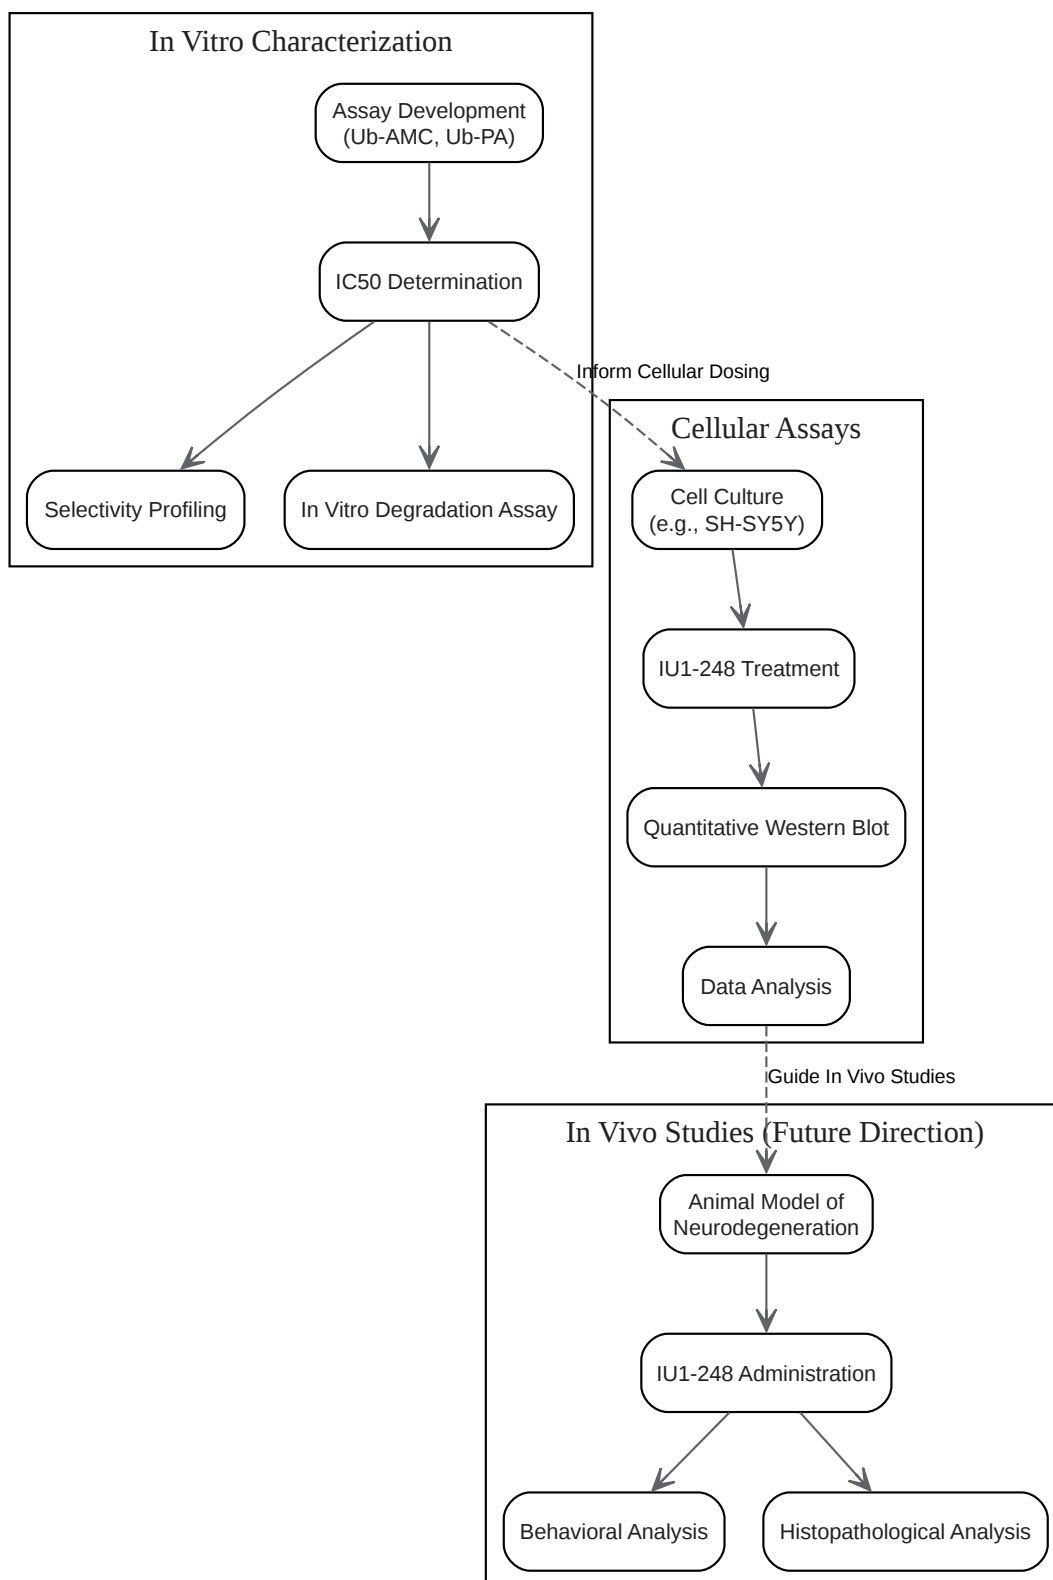 In Vitro Characterization
Assay Development
(Ub-AMC, Ub-PA)
IC50 Determination
Inform Cellular Dosing
Selectivity Profiling
In Vitro Degradation Assay
Cellular Assays
Cell Culture
(e.g., SH-SY5Y)
IU1-248 Treatment
Quantitative Western Blot
Data Analysis
Guide In Vivo Studies
In Vivo Studies (Future Direction)
Animal Model of
Neurodegeneration
IU1-248 Administration
Behavioral Analysis
Histopathological Analysis